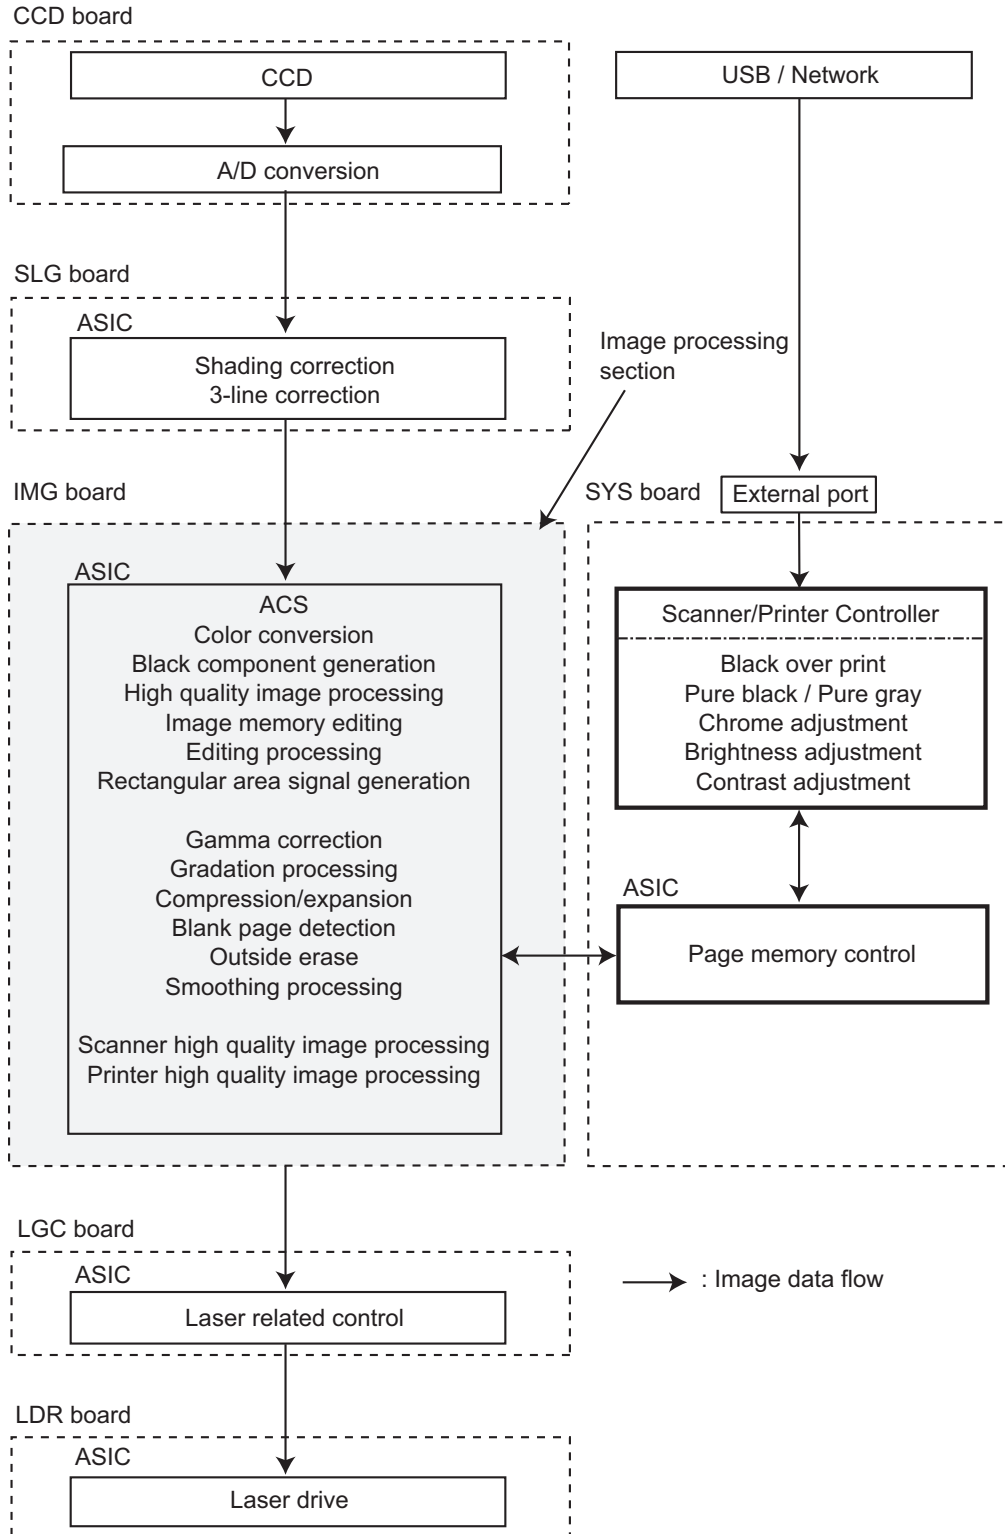 CCD board
CCD
A/D conversion
USB / Network
SLG board
ASIC
Shading correction
3-line correction
Image processing
section
IMG board
SYS board
External port
ASIC
ACS
Color conversion
Black component generation
High quality image processing
Image memory editing
Editing processing
Rectangular area signal generation
Gamma correction
Gradation processing
Compression/expansion
Blank page detection
Outside erase
Smoothing processing
Scanner high quality image processing
Printer high quality image processing
Scanner/Printer Controller
Black over print
Pure black / Pure gray
Chrome adjustment
Brightness adjustment
Contrast adjustment
ASIC
Page memory control
LGC board
ASIC
Laser related control
: Image data flow
LDR board
ASIC
Laser drive